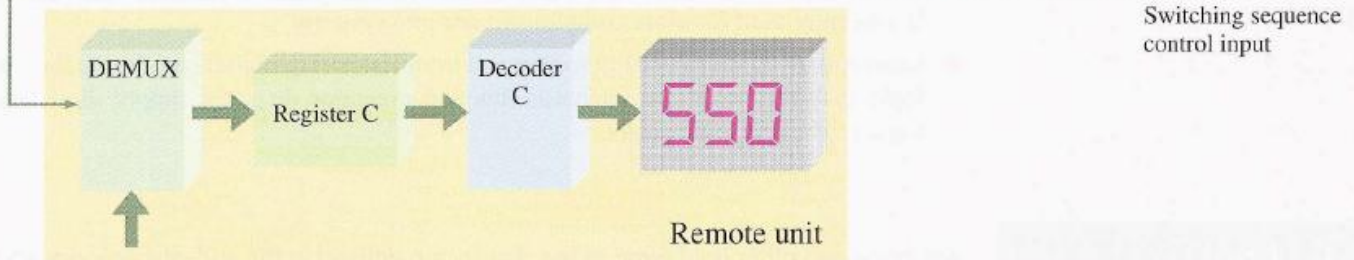 Switching sequence
control input
DEMUX
Register C
Decoder
C
550
Remote unit